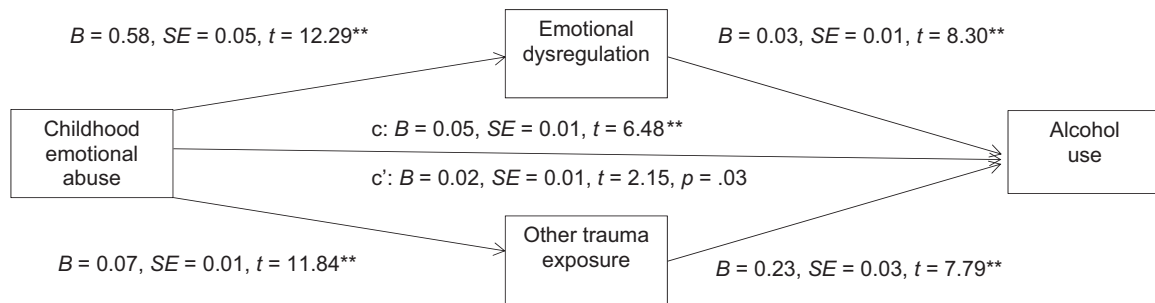 B = 0.58, SE = 0.05, t = 12.29**
Emotional
dysregulation
B = 0.03, SE = 0.01, t = 8.30**
Childhood
emotional
abuse
c: B = 0.05, SE = 0.01, t = 6.48**
c’: B = 0.02, SE = 0.01, t = 2.15, p = .03
Alcohol
use
B = 0.07, SE = 0.01, t = 11.84**
Other trauma
exposure
B = 0.23, SE = 0.03, t = 7.79**